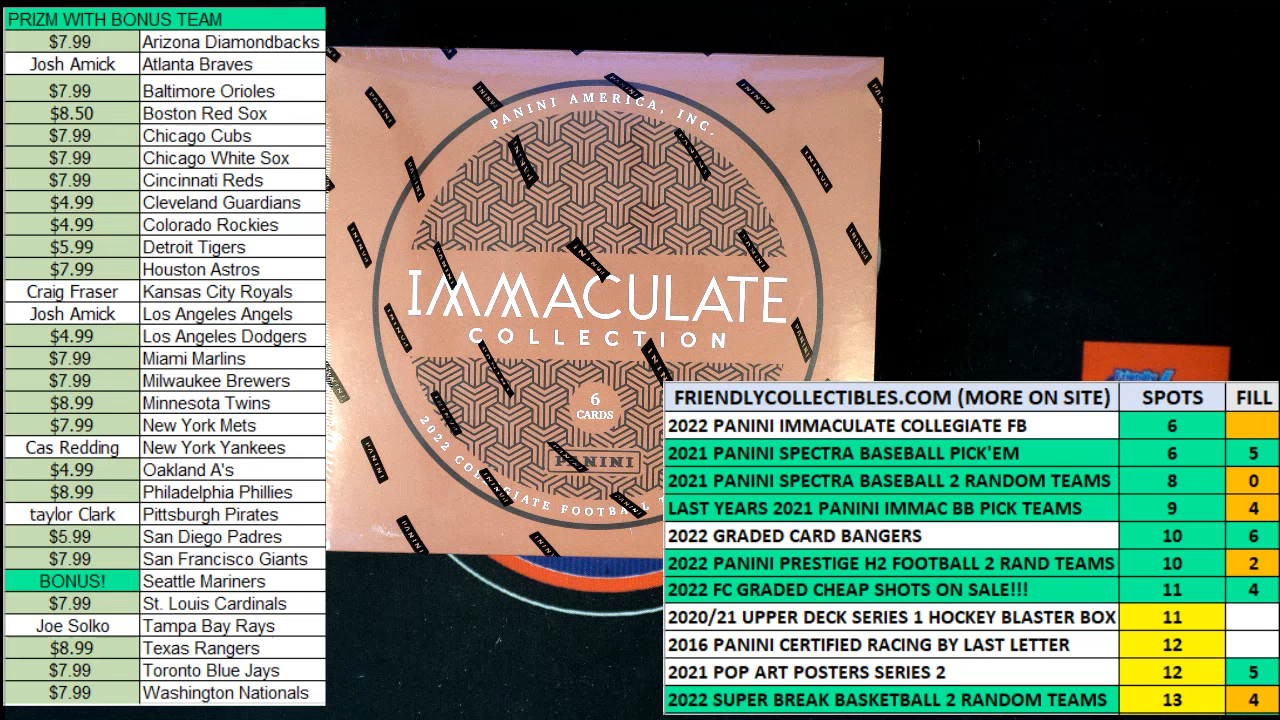 PRIZM WITH BONUS TEAM
$7.99 Arizona Diamondbacks
Josh Amick Atlanta Braves
$7.99 Baltimore Orioles
$8.50 Boston Red Sox
$7.99 Chicago Cubs
$7.99 Chicago White Sox
$7.99 Cincinnati Reds
$4.99 Cleveland Guardians
$4.99 Colorado Rockies
$5.99 Detroit Tigers
$7.99 Houston Astros
Craig Fraser Kansas City Royals
Josh Amick Los Angeles Angels
$4.99 Los Angeles Dodgers
$7.99 Miami Marlins
$7.99 Milwaukee Brewers
$8.99 Minnesota Twins
$7.99 New York Mets
Cas Redding New York Yankees
$4.99 Oakland A's
$8.99 Philadelphia Phillies
taylor Clark Pittsburgh Pirates
$5.99 San Diego Padres
$7.99 San Francisco Giants
BONUS! Seattle Mariners
$7.99 St. Louis Cardinals
Joe Solko Tampa Bay Rays
$8.99 Texas Rangers
$7.99 Toronto Blue Jays
$7.99 Washington Nationals
PANINI AMERICA, INC.
IMMACULATE
COLLECTION
6
CARDS
PANINI
2022 COLLEGIATE FOOTBALL
FRIENDLYCOLLECTIBLES.COM (MORE ON SITE) SPOTS FILL
2022 PANINI IMMACULATE COLLEGIATE FB 6
2021 PANINI SPECTRA BASEBALL PICK'EM 6 5
2021 PANINI SPECTRA BASEBALL 2 RANDOM TEAMS 8 0
LAST YEARS 2021 PANINI IMMAC BB PICK TEAMS 9 4
2022 GRADED CARD BANGERS 10 6
2022 PANINI PRESTIGE H2 FOOTBALL 2 RAND TEAMS 10 2
2022 FC GRADED CHEAP SHOTS ON SALE!!! 11 4
2020/21 UPPER DECK SERIES 1 HOCKEY BLASTER BOX 11
2016 PANINI CERTIFIED RACING BY LAST LETTER 12
2021 POP ART POSTERS SERIES 2 12 5
2022 SUPER BREAK BASKETBALL 2 RANDOM TEAMS 13 4